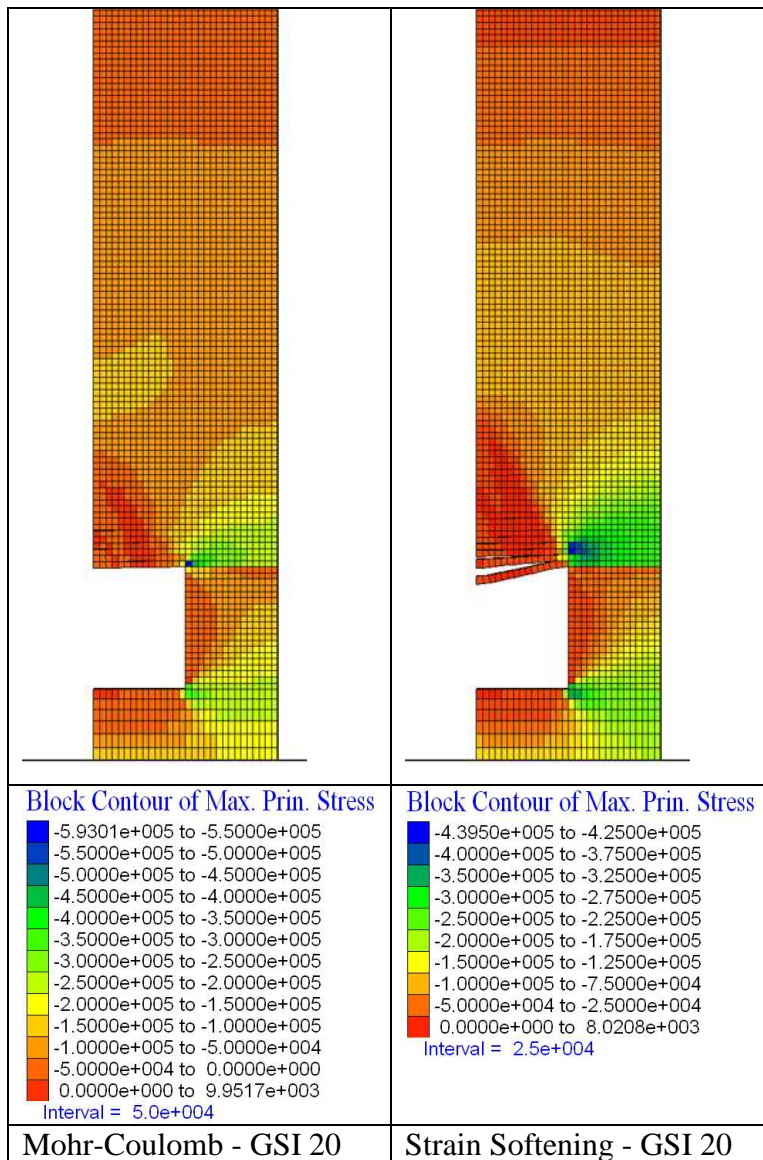 Block Contour of Max. Prin. Stress
-5.9301e+005 to -5.5000e+005
-5.5000e+005 to -5.0000e+005
-5.0000e+005 to -4.5000e+005
-4.5000e+005 to -4.0000e+005
-4.0000e+005 to -3.5000e+005
-3.5000e+005 to -3.0000e+005
-3.0000e+005 to -2.5000e+005
-2.5000e+005 to -2.0000e+005
-2.0000e+005 to -1.5000e+005
-1.5000e+005 to -1.0000e+005
-1.0000e+005 to -5.0000e+004
-5.0000e+004 to 0.0000e+000
0.0000e+000 to 9.9517e+003
Interval = 5.0e+004
Mohr-Coulomb - GSI 20
Block Contour of Max. Prin. Stress
-4.3950e+005 to -4.2500e+005
-4.0000e+005 to -3.7500e+005
-3.5000e+005 to -3.2500e+005
-3.0000e+005 to -2.7500e+005
-2.5000e+005 to -2.2500e+005
-2.0000e+005 to -1.7500e+005
-1.5000e+005 to -1.2500e+005
-1.0000e+005 to -7.5000e+004
-5.0000e+004 to -2.5000e+004
0.0000e+000 to 8.0208e+003
Interval = 2.5e+004
Strain Softening - GSI 20